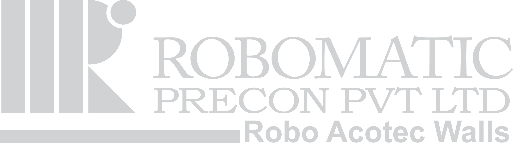 ROBOMATIC
PRECON PVT LTD
Robo Acotec Walls